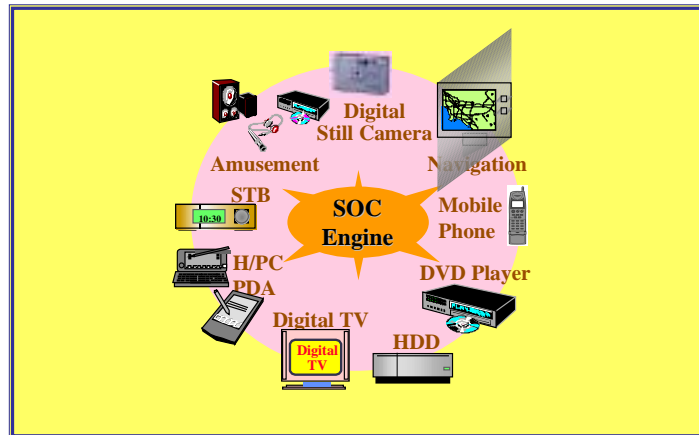 Digital
Still Camera
Amusement
Navigation
STB
10:30
SOC
Engine
Mobile
Phone
H/PC
PDA
DVD Player
Digital TV
HDD
Digital
TV